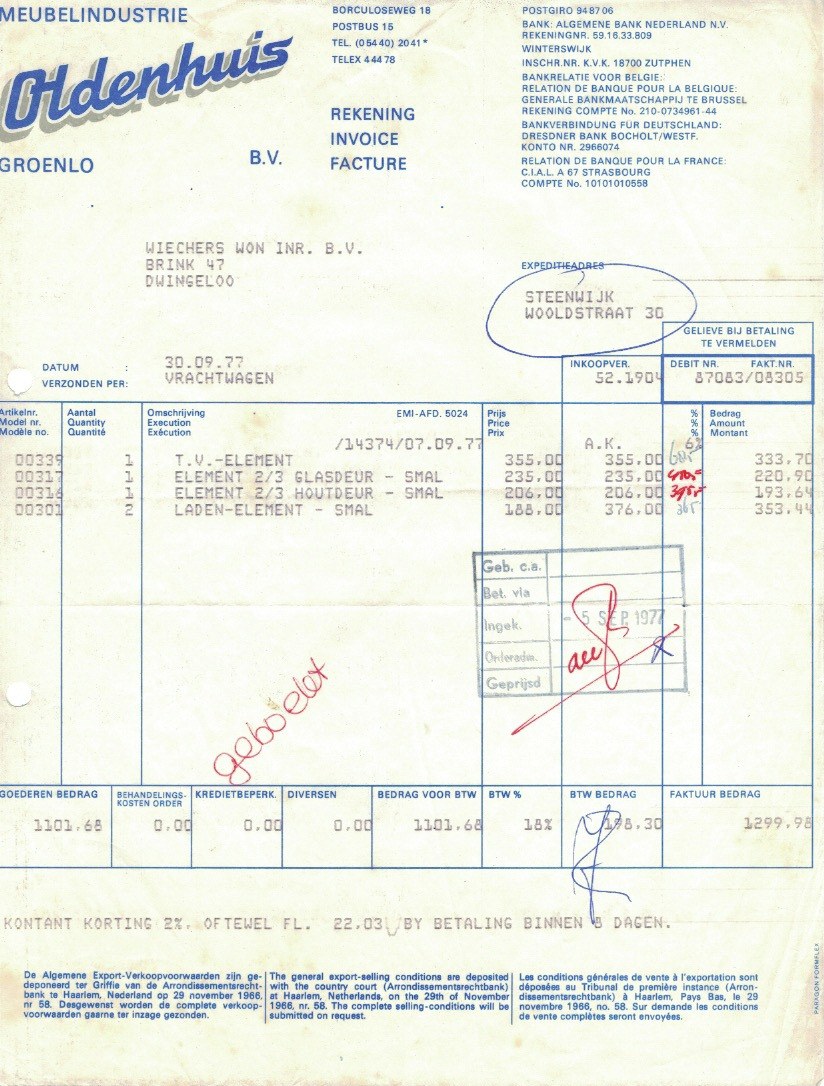 MEUBELINDUSTRIE
Oldenhuis
GROENLO B.V.
BORCULOSEWEG 18
POSTBUS 15
TEL. (05440) 2041*
TELEX 44478
REKENING
INVOICE
FACTURE
POSTGIRO 948706
BANK: ALGEMENE BANK NEDERLAND N.V.
REKENINGNR. 59.16.33.809
WINTERSWIJK
INSCHR.NR. K.V.K. 18700 ZUTPHEN
BANKRELATIE VOOR BELGIE:
RELATION DE BANQUE POUR LA BELGIQUE:
GENERALE BANKMAATSCHAPPIJ TE BRUSSEL
REKENING COMPTE No. 210-0734961-44
BANKVERBINDUNG FÜR DEUTSCHLAND:
DRESDNER BANK BOCHOLT/WESTF.
KONTO NR. 2966074
RELATION DE BANQUE POUR LA FRANCE:
C.I.A.L. A 67 STRASBOURG
COMPTE No. 10101010558
WIECHERS WON INR. B.V.
BRINK 47
DWINGELOO
EXPEDITIEADRES
STEENWIJK
WOOLDSTRAAT 30
GELIEVE BIJ BETALING
TE VERMELDEN
DATUM : 30.09.77
VERZONDEN PER: VRACHTWAGEN
INKOOPVER. DEBIT NR. FAKT.NR.
52.1904 87083/08305
Artikelnr. Aantal Omschrijving EMI-AFD. 5024 Prijs % Bedrag
Model nr. Quantity Execution Price % Amount
Modèle no. Quantité Exécution Prix % Montant
/14374/07.09.77 A.K. 6%
00339 1 T.V.-ELEMENT 355,00 355,00 333,70
00317 1 ELEMENT 2/3 GLASDEUR - SMAL 235,00 235,00 220,90
00316 1 ELEMENT 2/3 HOUTDEUR - SMAL 206,00 206,00 395,- 193,64
00301 2 LADEN-ELEMENT - SMAL 188,00 376,00 365 353,44
Geb. c.a.
Bet. via
Ingek. - 5 SEP. 1977
Orderadm.
Geprijsd
geboekt
GOEDEREN BEDRAG BEHANDELINGS- KREDIETBEPERK. DIVERSEN BEDRAG VOOR BTW BTW % BTW BEDRAG FAKTUUR BEDRAG
KOSTEN ORDER
1101,68 0,00 0,00 0,00 1101,68 18% 198,30 1299,98
KONTANT KORTING 2%, OFTEWEL FL. 22,03 BY BETALING BINNEN 8 DAGEN.
De Algemene Export-Verkoopvoorwaarden zijn ge-
deponeerd ter Griffie van de Arrondissementsrecht-
bank te Haarlem, Nederland op 29 november 1966,
nr 58. Desgewenst worden de complete verkoop-
voorwaarden gaarne ter inzage gezonden.
The general export-selling conditions are deposited
with the country court (Arrondissementsrechtbank)
at Haarlem, Netherlands, on the 29th of November
1966, nr. 58. The complete selling-conditions will be
submitted on request.
Les conditions générales de vente à l'exportation sont
déposées au Tribunal de première instance (Arron-
dissementsrechtbank) à Haarlem, Pays Bas, le 29
novembre 1966, no. 58. Sur demande les conditions
de vente complètes seront envoyées.
PARAGON FORMFLEX